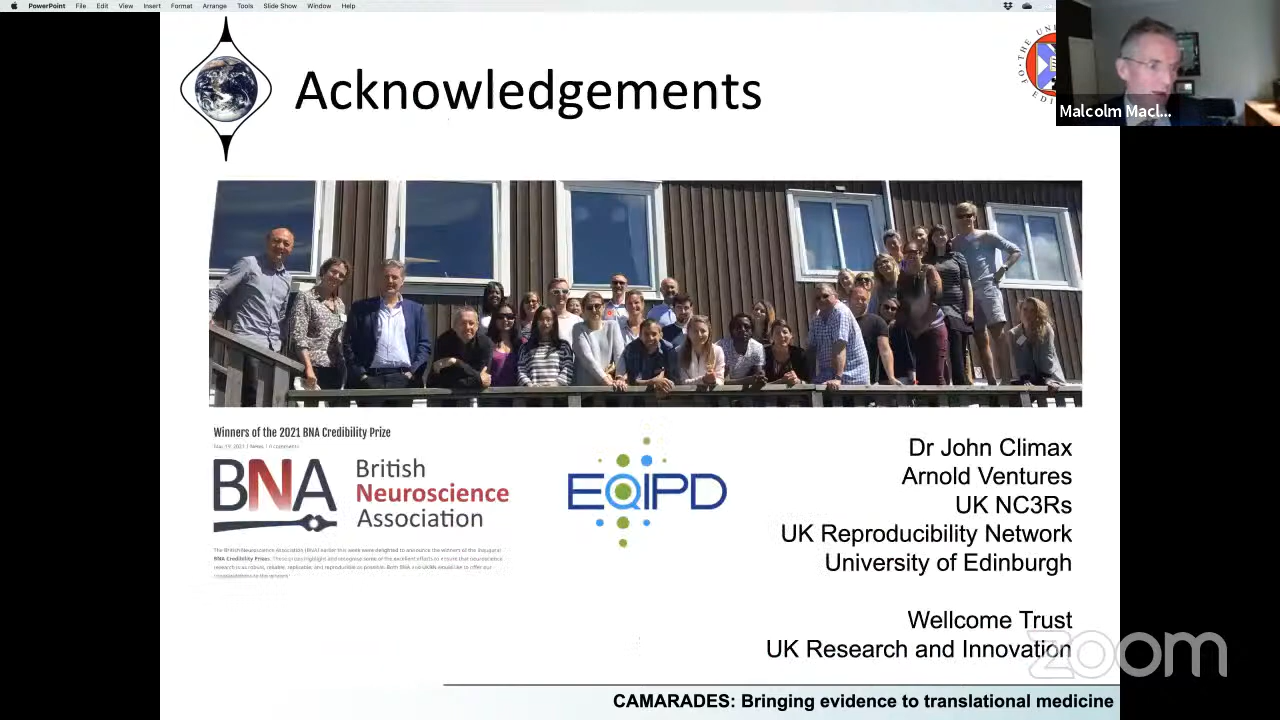 PowerPoint File Edit View Insert Format Arrange Tools Slide Show Window Help
Acknowledgements
Malcolm Macl...
Winners of the 2021 BNA Credibility Prize
BNA British
Neuroscience
Association
EQIPD
Dr John Climax
Arnold Ventures
UK NC3Rs
UK Reproducibility Network
University of Edinburgh
Wellcome Trust
UK Research and Innovation
zoom
CAMARADES: Bringing evidence to translational medicine